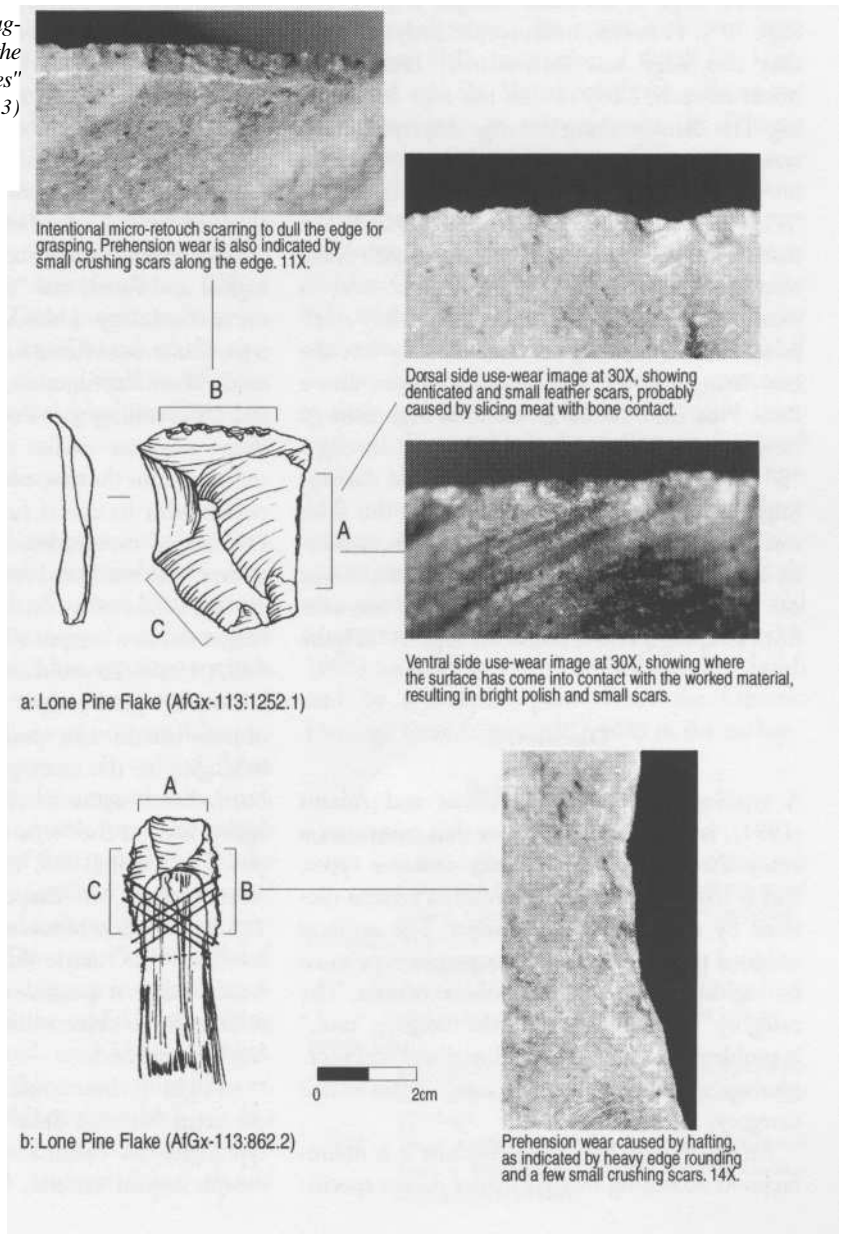 ag-
the
es"
3)
Intentional micro-retouch scarring to dull the edge for
grasping. Prehension wear is also indicated by
small crushing scars along the edge. 11X.
Dorsal side use-wear image at 30X, showing
denticated and small feather scars, probably
caused by slicing meat with bone contact.
B
A
C
Ventral side use-wear image at 30X, showing where
the surface has come into contact with the worked material,
resulting in bright polish and small scars.
a: Lone Pine Flake (AfGx-113:1252.1)
A
C
B
0
2cm
b: Lone Pine Flake (AfGx-113:862.2)
Prehension wear caused by hafting,
as indicated by heavy edge rounding
and a few small crushing scars. 14X.